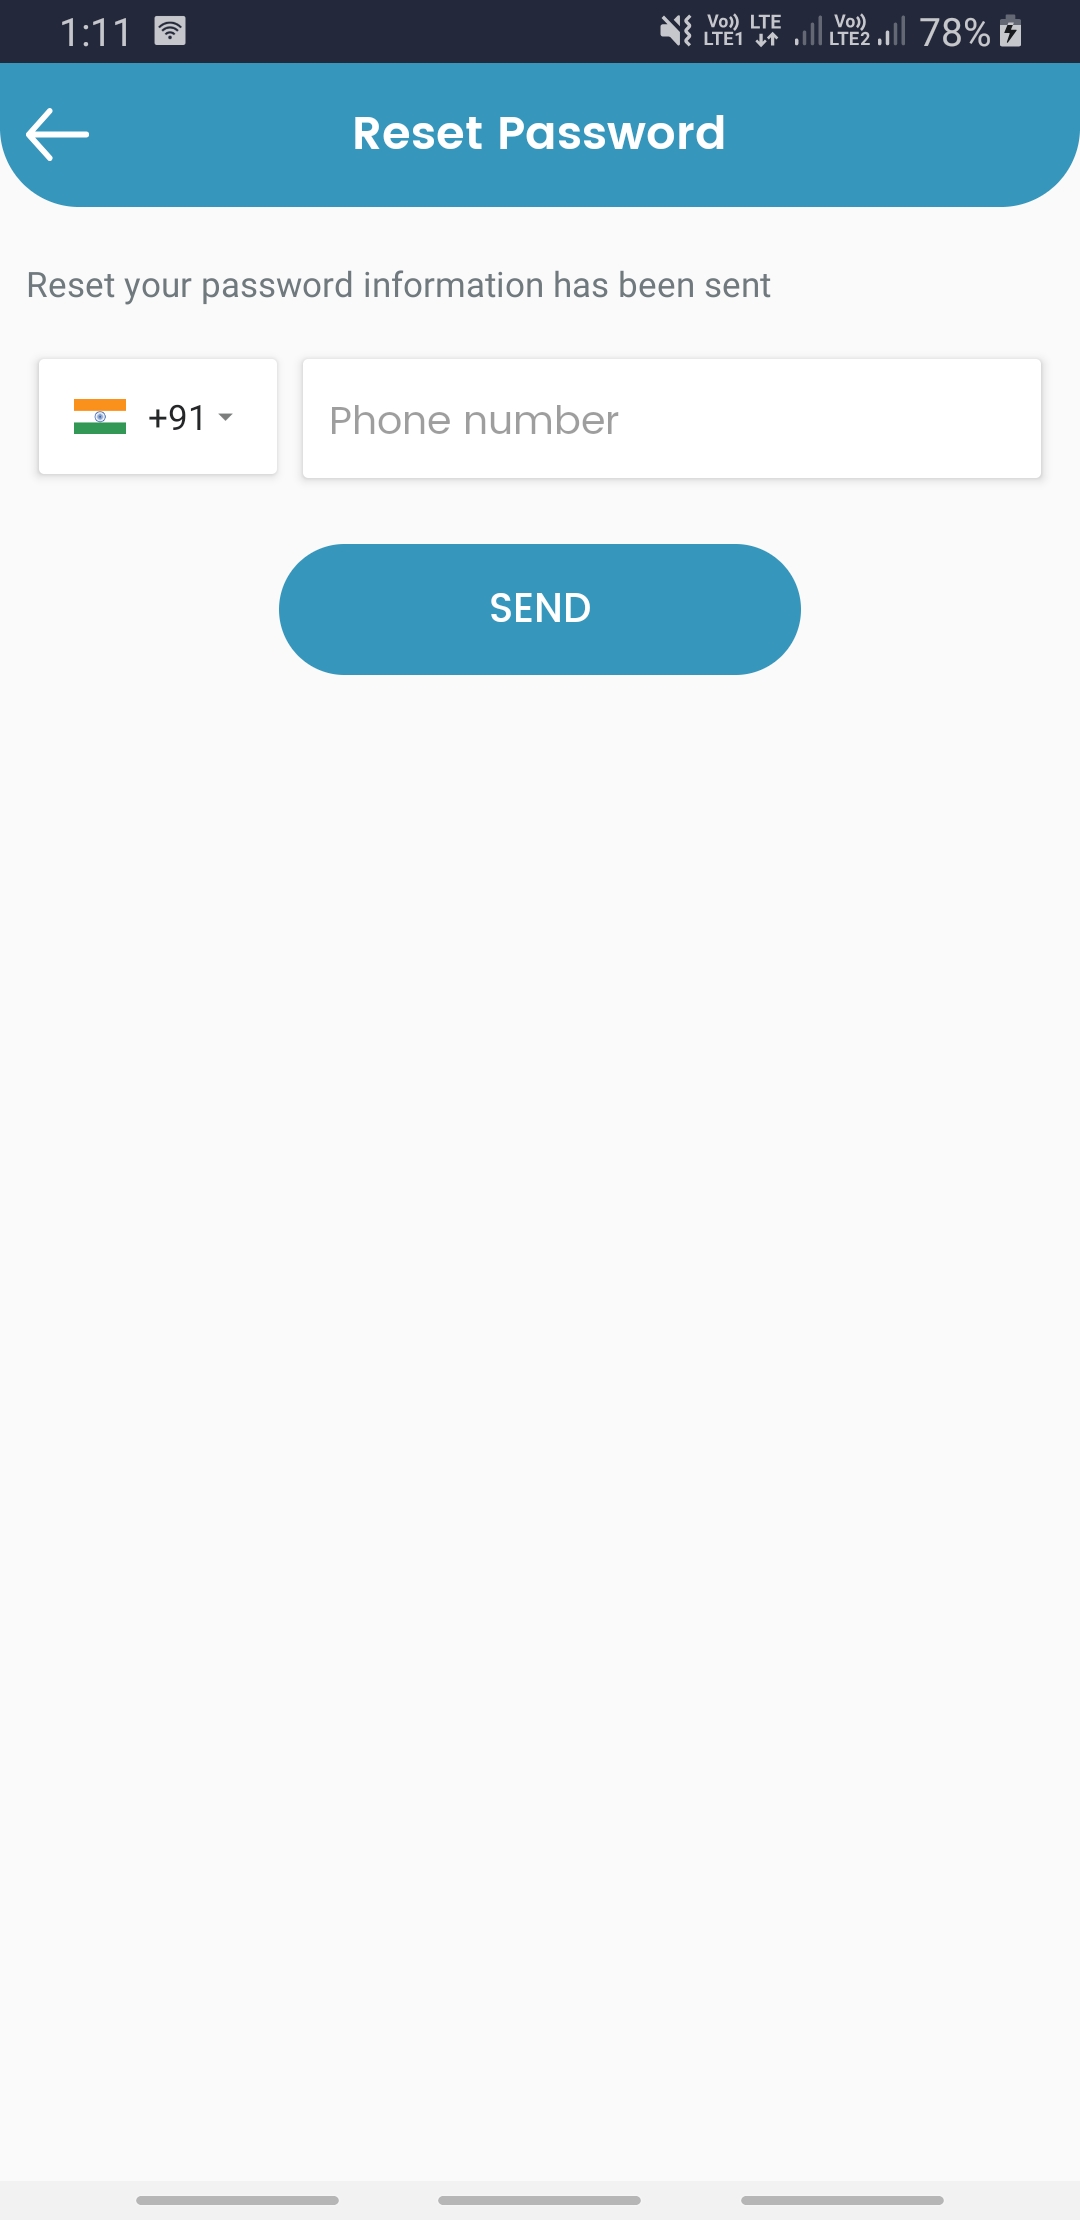 1:11
Vo)) LTE1 LTE Vo)) LTE2 78%
Reset Password
Reset your password information has been sent
+91
Phone number
SEND